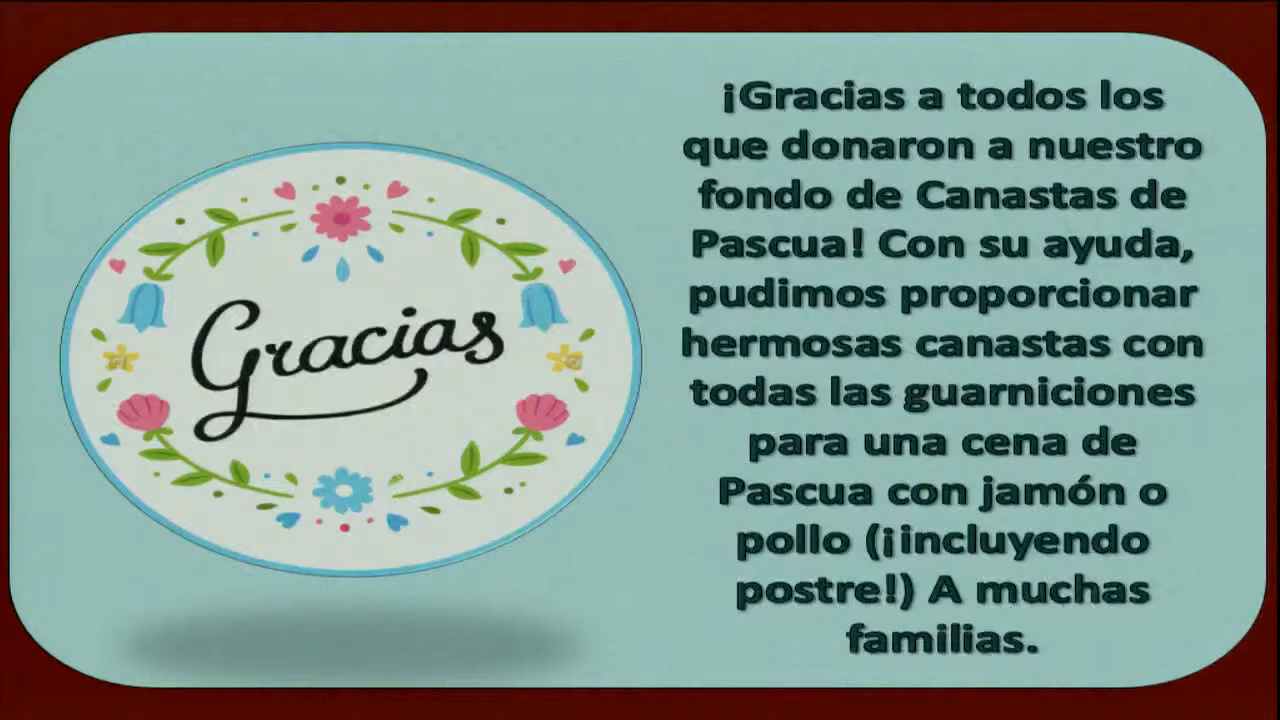 Gracias
¡Gracias a todos los
que donaron a nuestro
fondo de Canastas de
Pascua! Con su ayuda,
pudimos proporcionar
hermosas canastas con
todas las guarniciones
para una cena de
Pascua con jamón o
pollo (¡incluyendo
postre!) A muchas
familias.